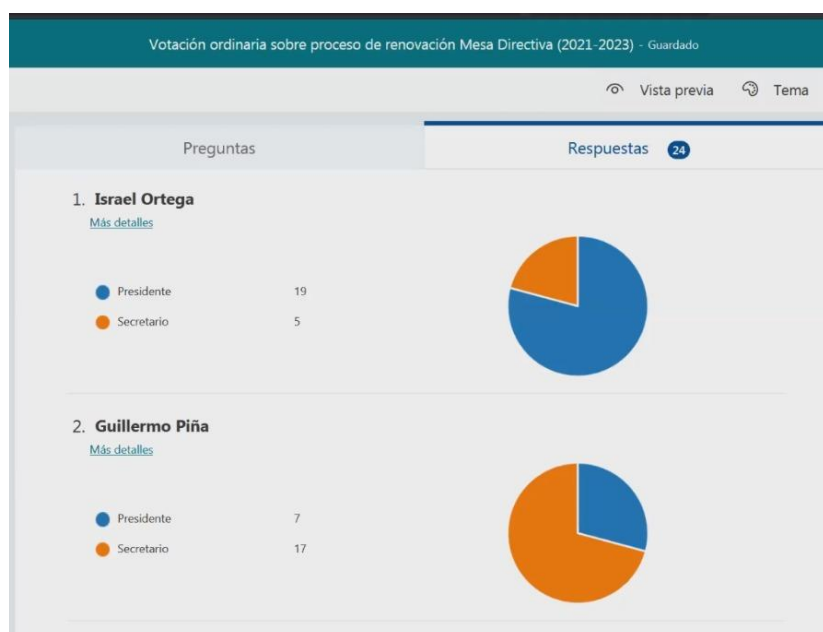 Votación ordinaria sobre proceso de renovación Mesa Directiva (2021-2023) - Guardado
Vista previa Tema
Preguntas Respuestas 24
1. Israel Ortega
Más detalles
Presidente 19
Secretario 5
2. Guillermo Piña
Más detalles
Presidente 7
Secretario 17